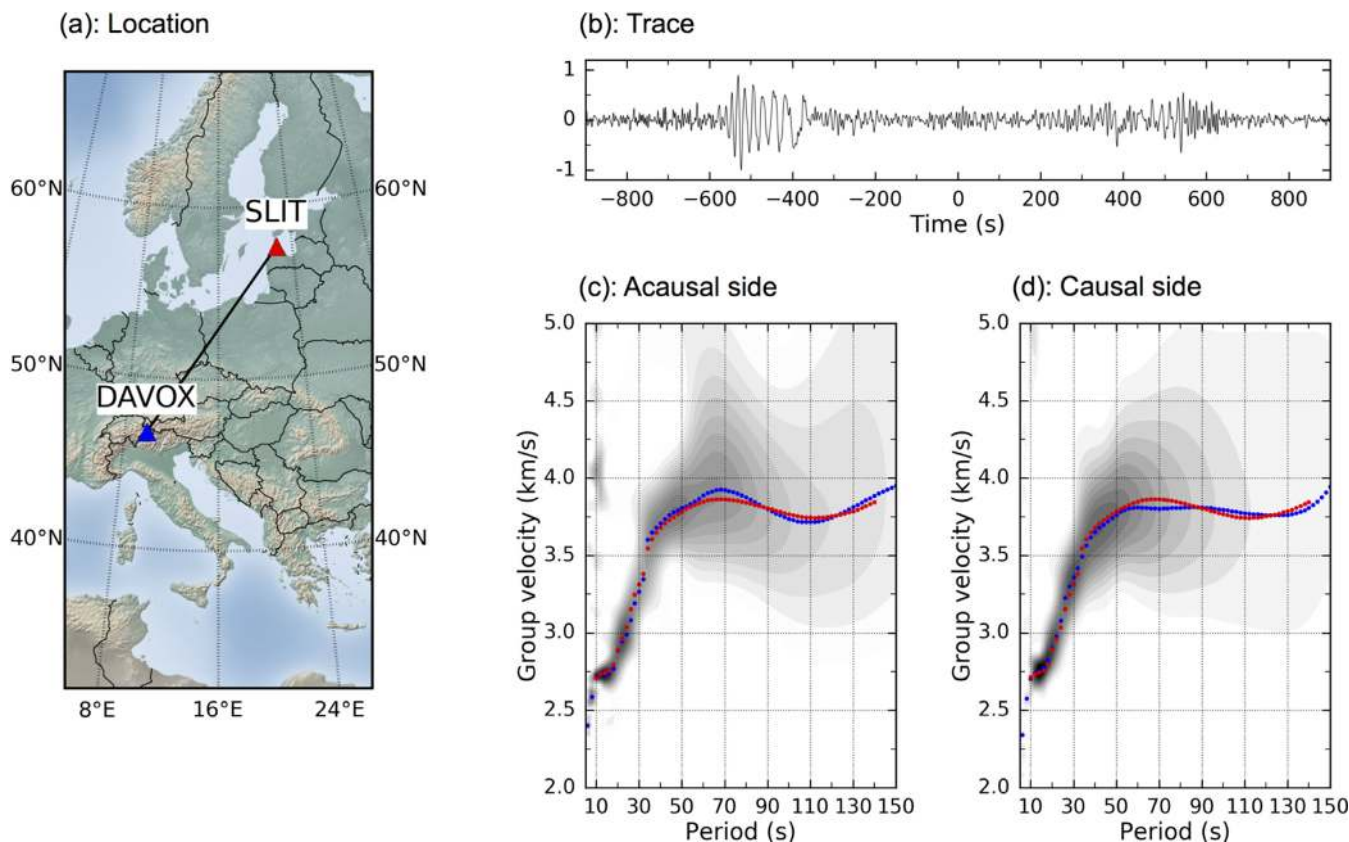 (a): Location
60°N
60°N
SLIT
50°N
50°N
DAVOX
40°N
40°N
8°E
16°E
24°E
(b): Trace
1
0
-1
−800
−600
−400
−200
0
200
400
600
800
Time (s)
(c): Acausal side
5.0
4.5
4.0
3.5
3.0
2.5
2.0
Group velocity (km/s)
10 30 50 70 90 110 130 150
Period (s)
(d): Causal side
5.0
4.5
4.0
3.5
3.0
2.5
2.0
Group velocity (km/s)
10 30 50 70 90 110 130 150
Period (s)